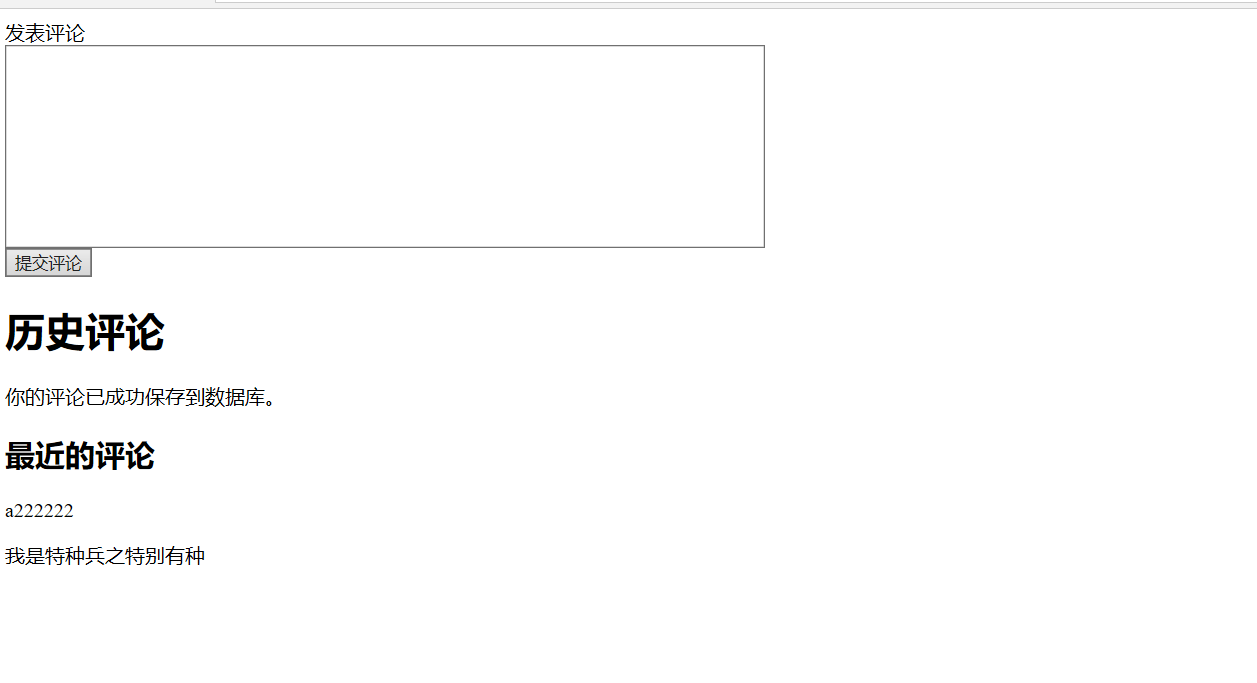 发表评论
提交评论
历史评论
你的评论已成功保存到数据库。
最近的评论
a222222
我是特种兵之特别有种